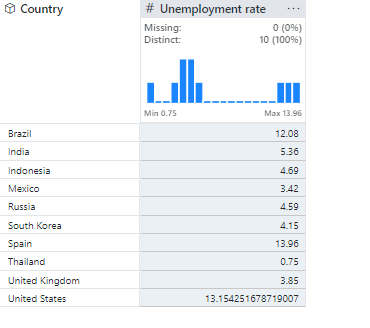 Country
# Unemployment rate ...
Missing: 0 (0%)
Distinct: 10 (100%)
Min 0.75 Max 13.96
Brazil 12.08
India 5.36
Indonesia 4.69
Mexico 3.42
Russia 4.59
South Korea 4.15
Spain 13.96
Thailand 0.75
United Kingdom 3.85
United States 13.154251678719007